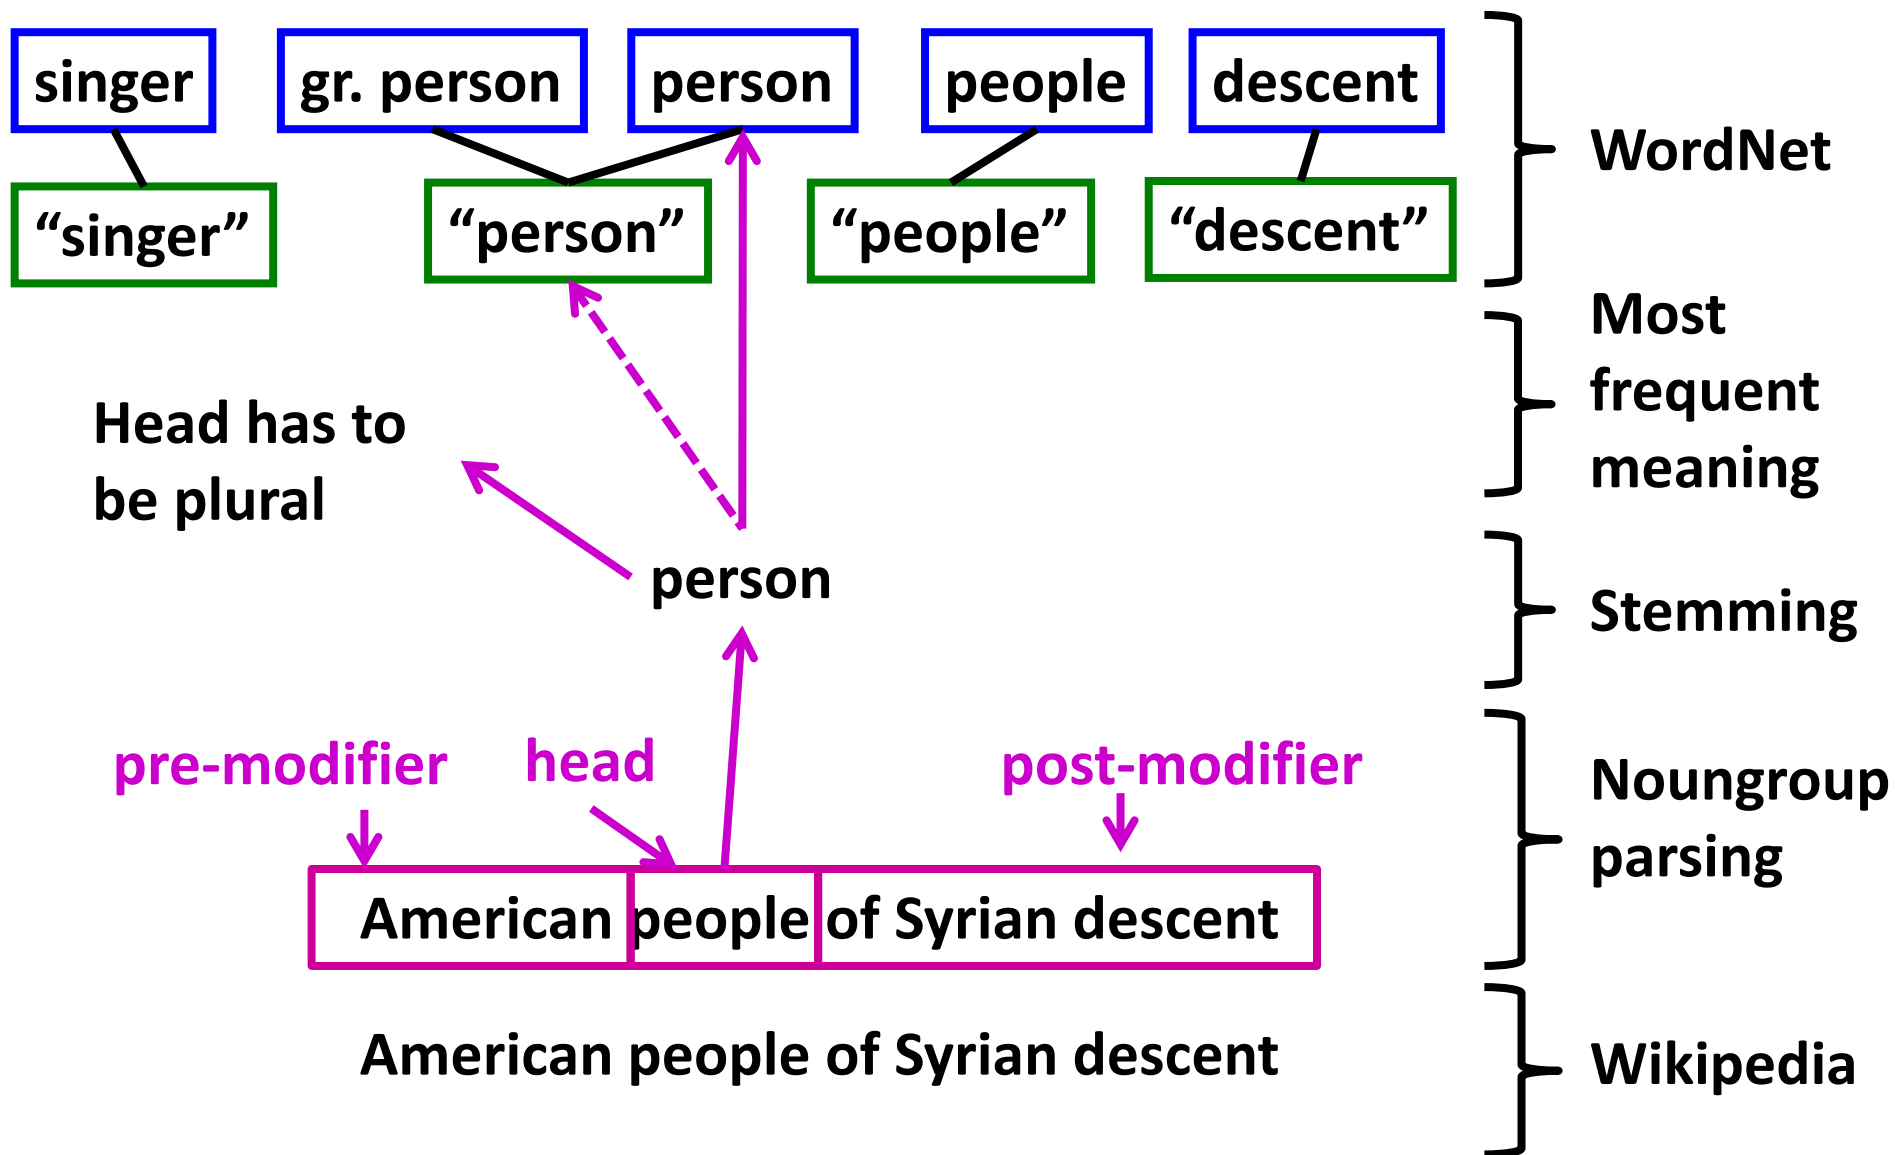 singer
gr. person
person
people
descent
“singer”
“person”
“people”
“descent”
WordNet
Most
frequent
meaning
Head has to
be plural
person
Stemming
pre-modifier
head
post-modifier
Noungroup
parsing
American people of Syrian descent
American people of Syrian descent
Wikipedia